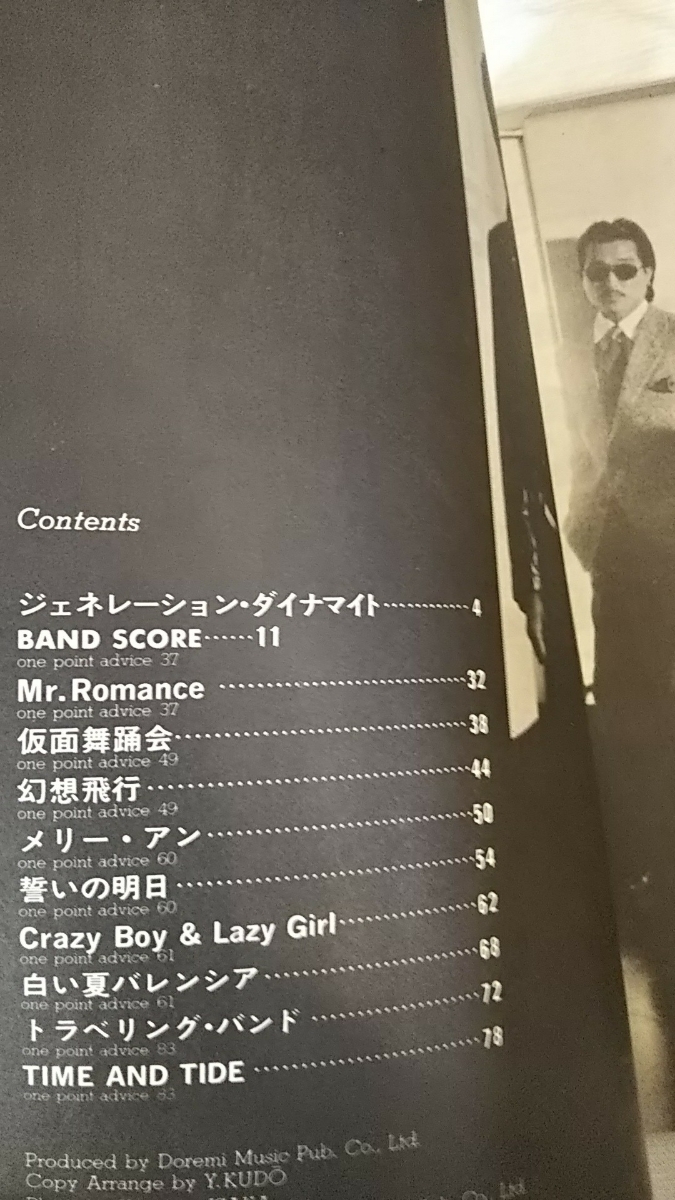 Contents
ジェネレーション・ダイナマイト…………4
BAND SCORE……11
one point advice 37
Mr.Romance …………………………32
one point advice 37
仮面舞踊会…………………………38
one point advice 49
幻想飛行…………………………44
one point advice 49
メリー・アン…………………………50
one point advice 60
誓いの明日…………………………54
one point advice 60
Crazy Boy & Lazy Girl……………62
one point advice 61
白い夏バレンシア…………………68
one point advice 61
トラベリング・バンド………………72
one point advice 83
TIME AND TIDE……………………78
one point advice 83
Produced by Doremi Music Pub. Co., Ltd.
Copy Arrange by Y.KUDŌ
Co., Ltd.